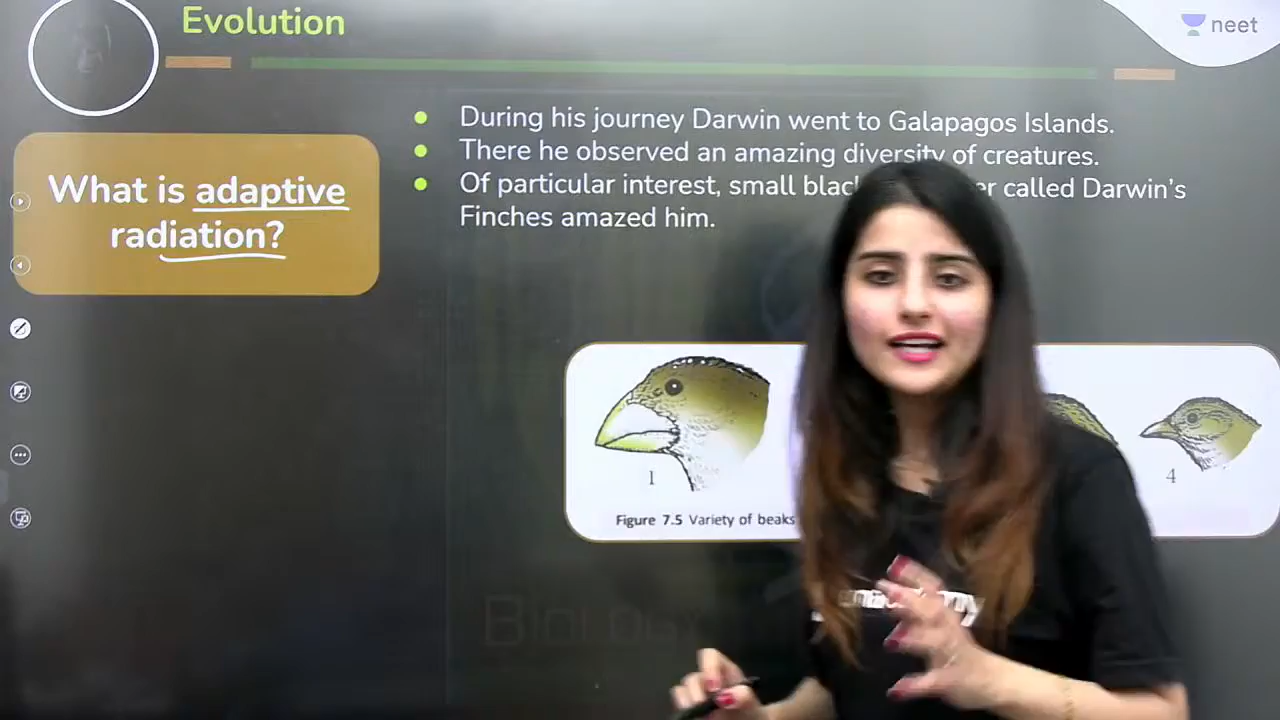 Evolution
neet
What is adaptive
radiation?
During his journey Darwin went to Galapagos Islands.
There he observed an amazing diversity of creatures.
Of particular interest, small blac er called Darwin's
Finches amazed him.
1
4
Figure 7.5 Variety of beaks